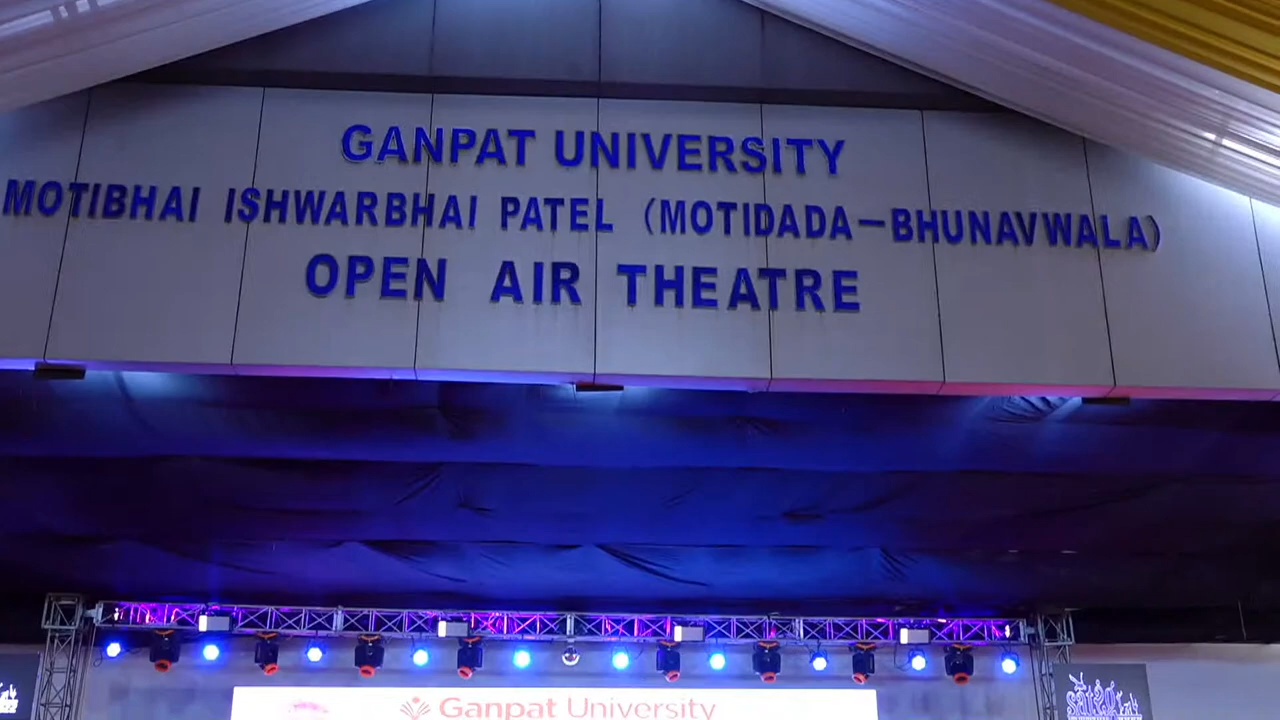 GANPAT UNIVERSITY
MOTIBHAI ISHWARBHAI PATEL (MOTIDADA-BHUNAVWALA)
OPEN AIR THEATRE
Ganpat University